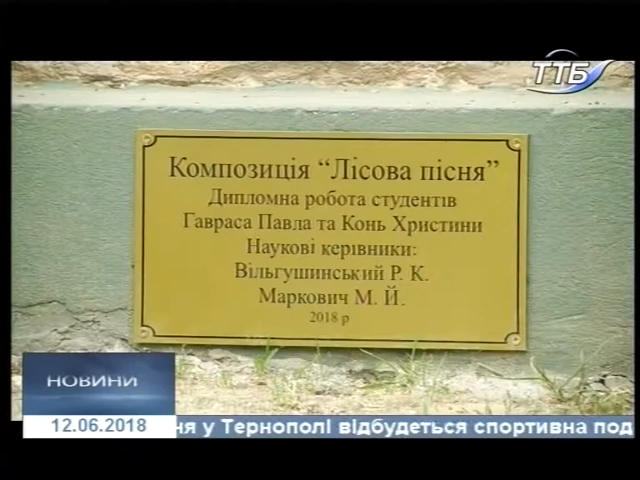 ТТБ
Композиція “Лісова пісня”
Дипломна робота студентів
Гавраса Павла та Конь Христини
Наукові керівники:
Вільгушинський Р. К.
Маркович М. Й.
2018 р
НОВИНИ
12.06.2018
у Тернополі відбудеться спортивна